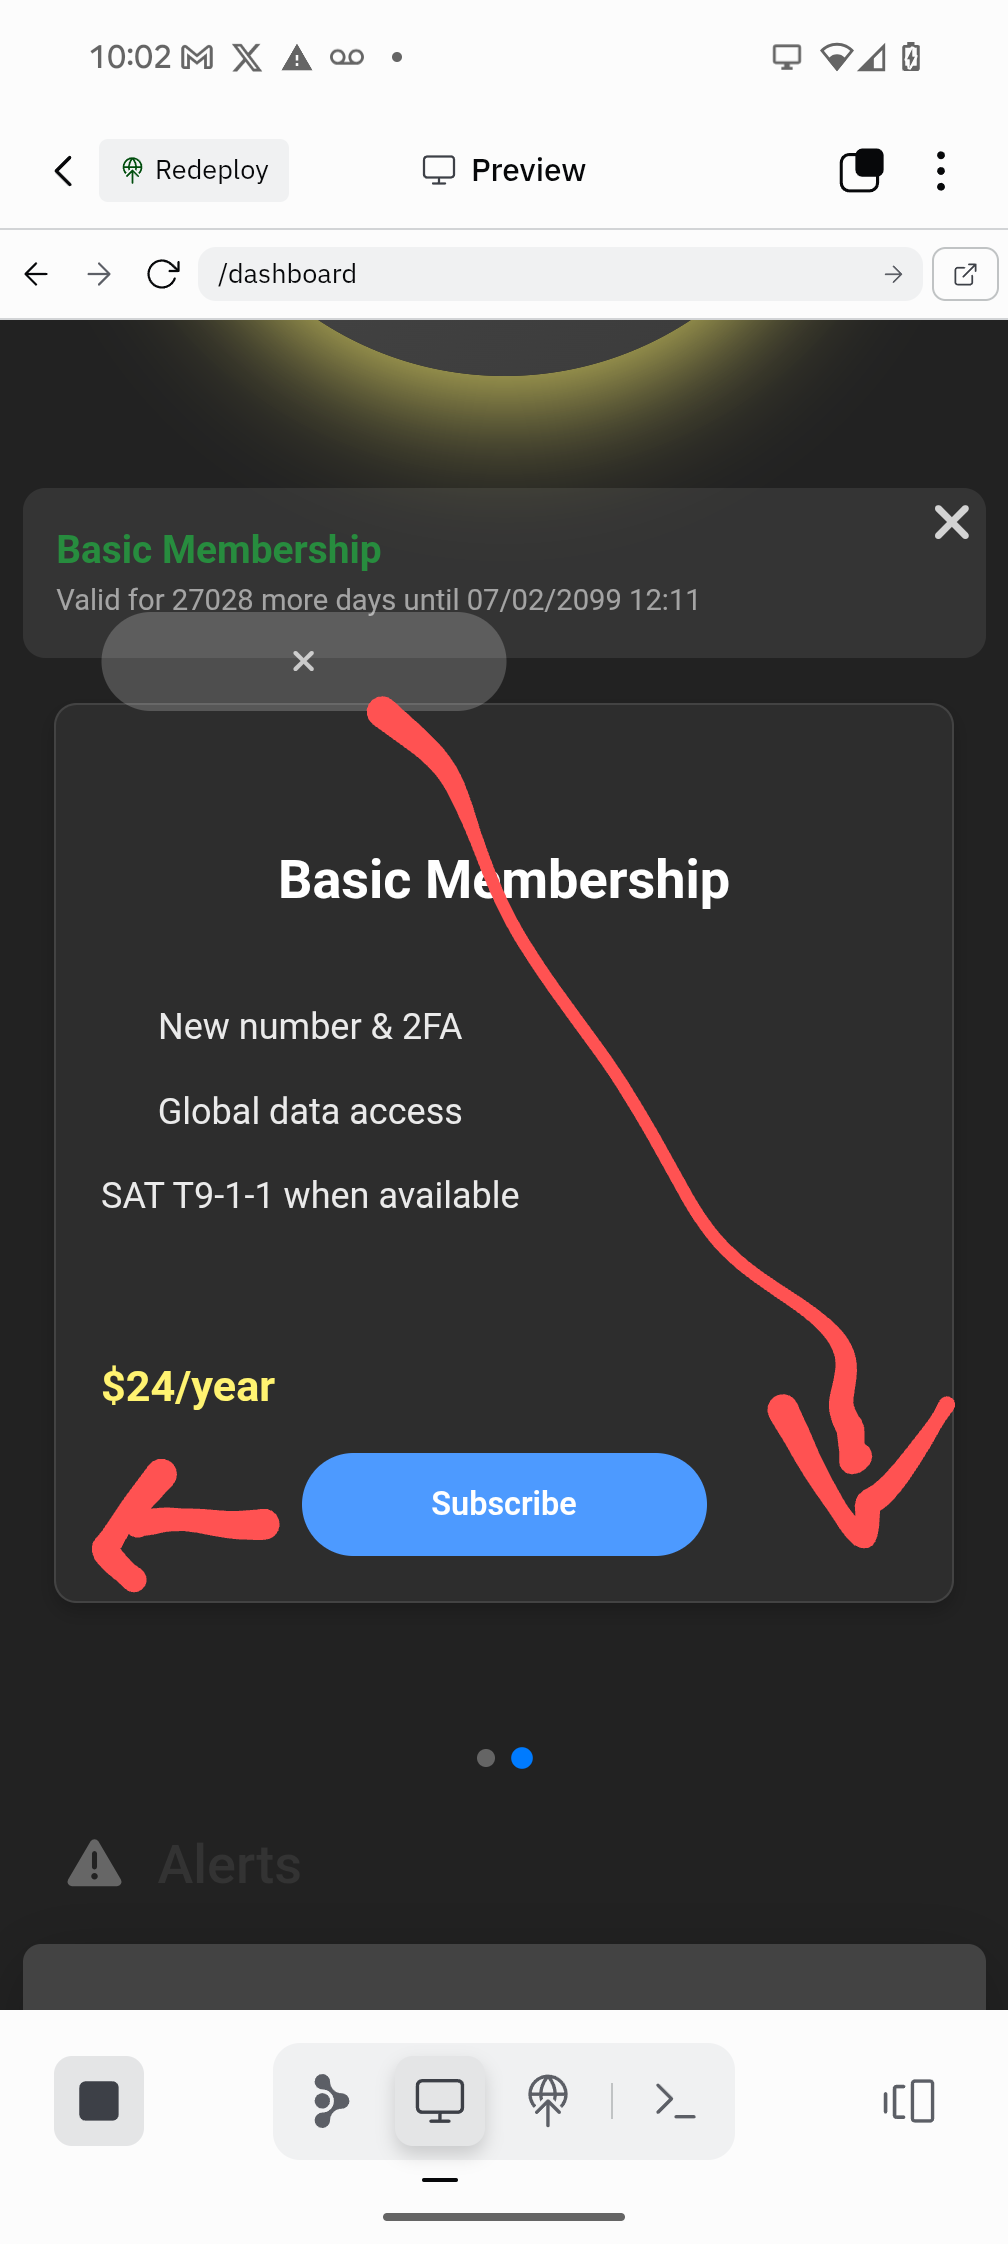 10:02
Redeploy
Preview
/dashboard
Basic Membership
Valid for 27028 more days until 07/02/2099 12:11
Basic Membership
New number & 2FA
Global data access
SAT T9-1-1 when available
$24/year
Subscribe
Alerts